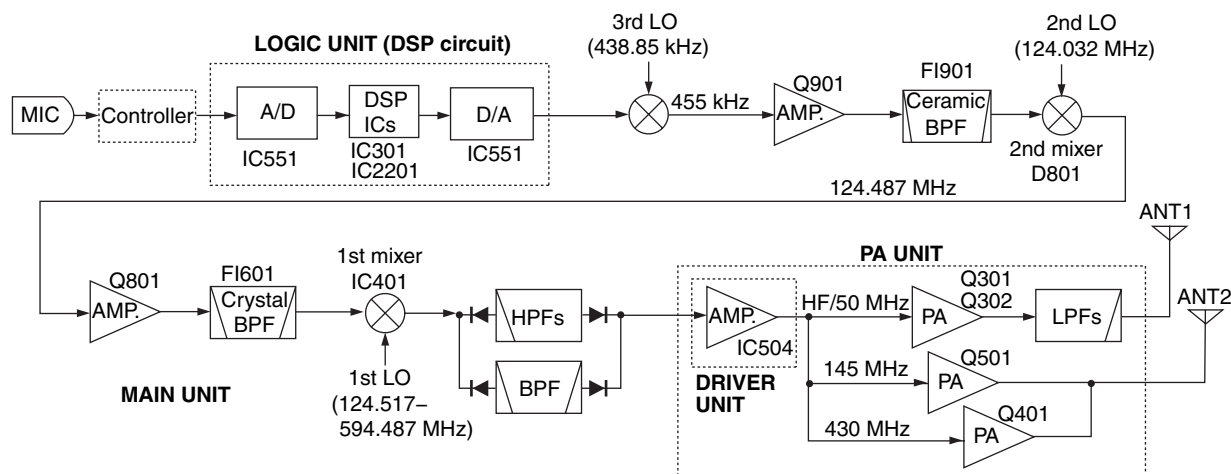 LOGIC UNIT (DSP circuit)
3rd LO
(438.85 kHz)
2nd LO
(124.032 MHz)
MIC
Controller
A/D
IC551
DSP
ICs
IC301
IC2201
D/A
IC551
455 kHz
Q901
AMP.
FI901
Ceramic
BPF
2nd mixer
D801
124.487 MHz
Q801
AMP.
FI601
Crystal
BPF
1st mixer
IC401
1st LO
(124.517–
594.487 MHz)
MAIN UNIT
HPFs
BPF
PA UNIT
AMP.
IC504
DRIVER
UNIT
HF/50 MHz
Q301
Q302
PA
LPFs
ANT1
ANT2
145 MHz
Q501
PA
430 MHz
Q401
PA